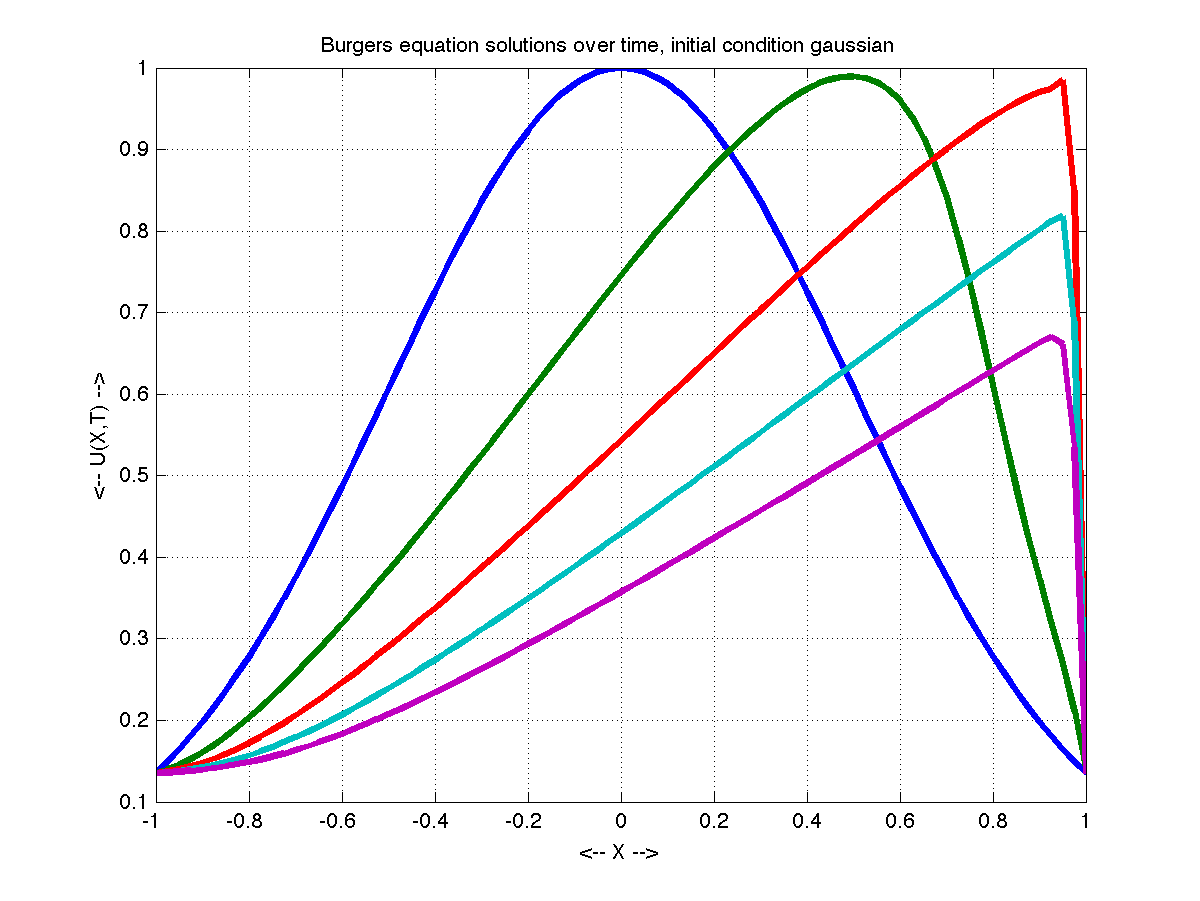 Burgers equation solutions over time, initial condition gaussian
1
0.9
0.8
0.7
0.6
0.5
0.4
0.3
0.2
0.1
<-- U(X,T) -->
-1 -0.8 -0.6 -0.4 -0.2 0 0.2 0.4 0.6 0.8 1
<-- X -->